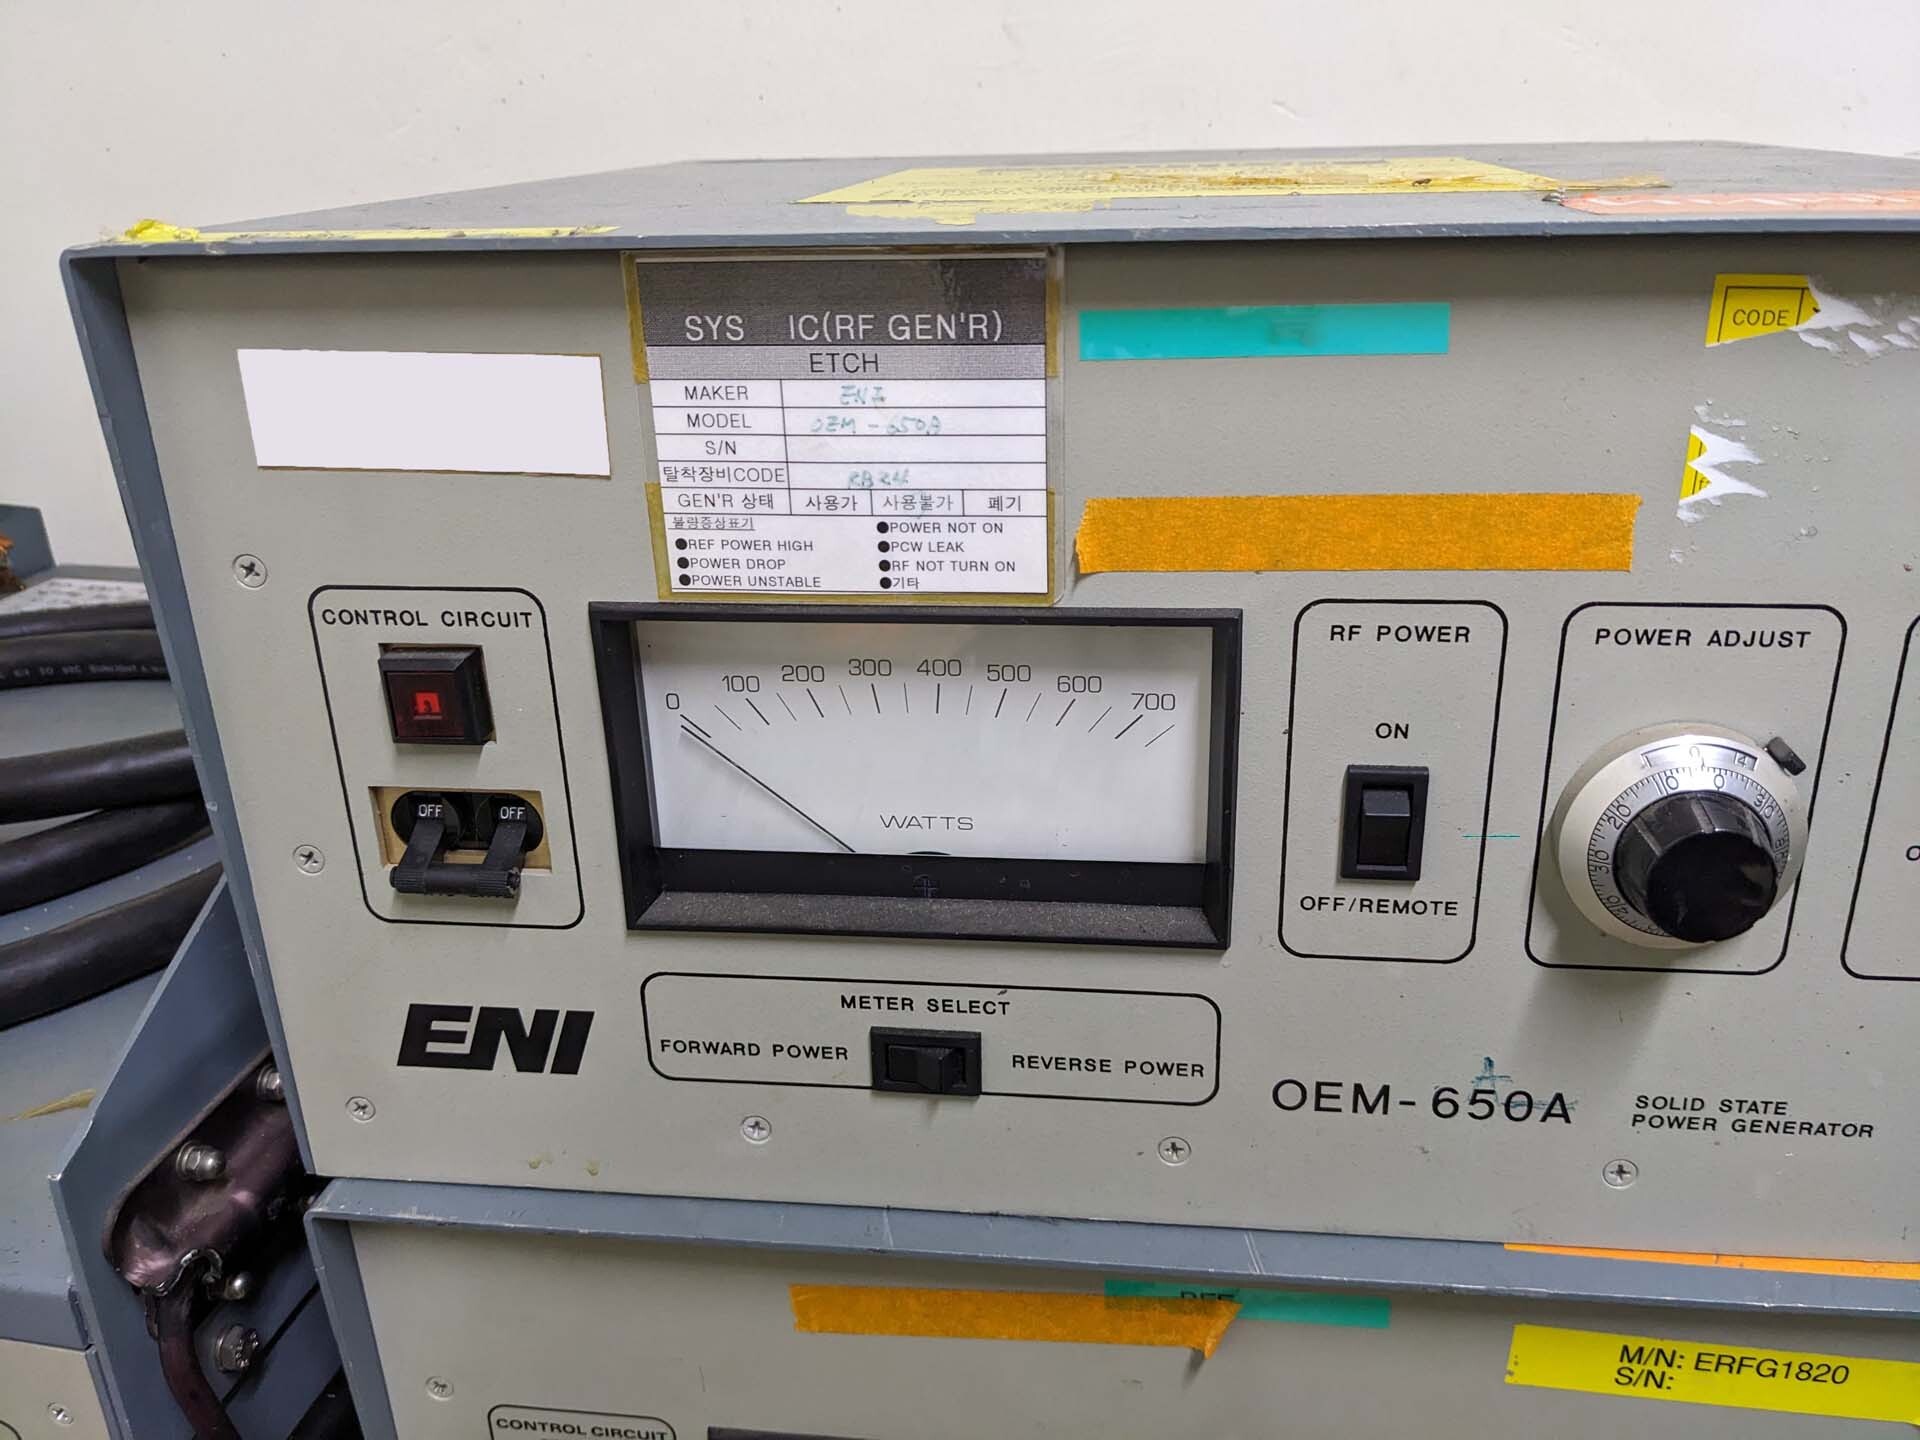 SYS IC(RF GEN'R)
ETCH
MAKER ENI
MODEL OEM-650A
S/N
탈착장비CODE
GEN'R 상태 사용가 사용불가 폐기
불량증상표기
●REF POWER HIGH
●POWER DROP
●POWER UNSTABLE
●POWER NOT ON
●PCW LEAK
●RF NOT TURN ON
●기타
CODE
CONTROL CIRCUIT
OFF OFF
0 100 200 300 400 500 600 700
WATTS
RF POWER
ON
OFF/REMOTE
POWER ADJUST
ENI
METER SELECT
FORWARD POWER
REVERSE POWER
OEM-650A
SOLID STATE
POWER GENERATOR
M/N: ERFG1820
S/N:
CONTROL CIRCUIT